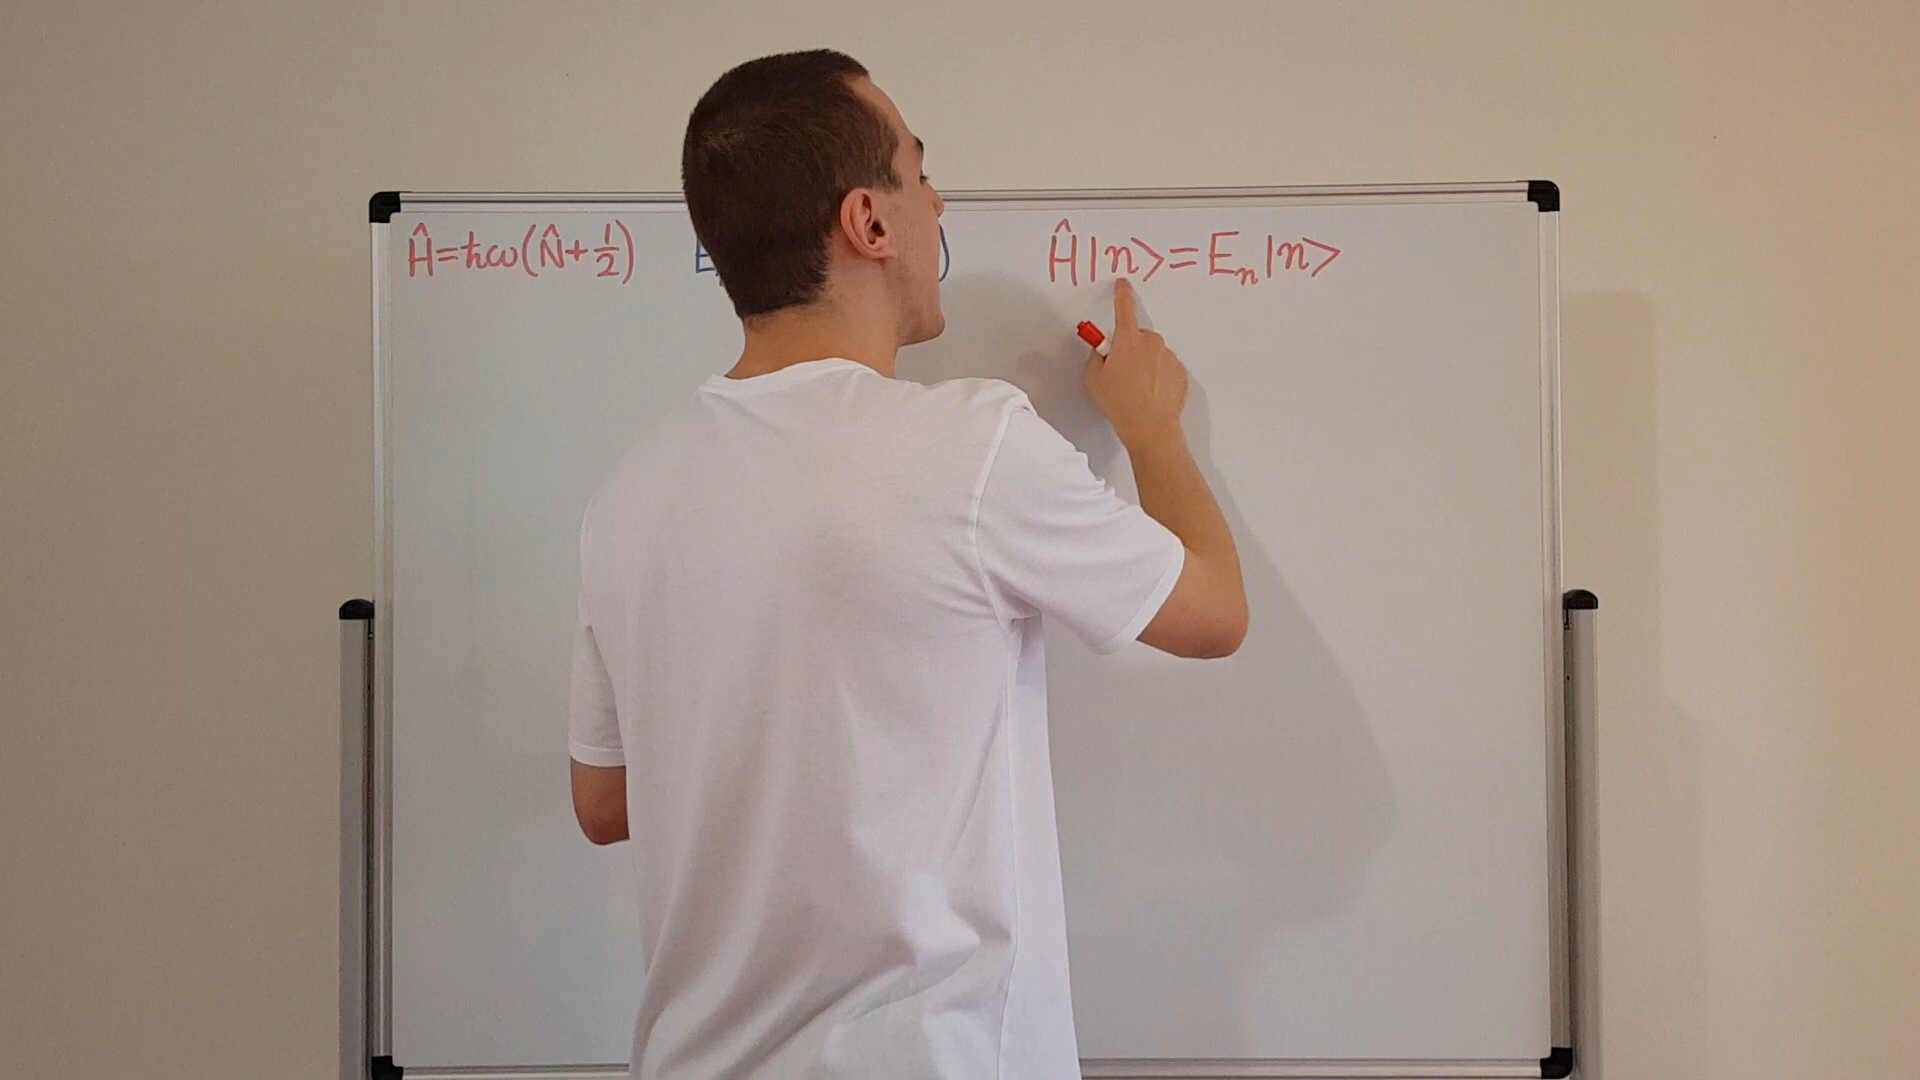 Ĥ=ħω(N̂+1/2) E ) Ĥ|n>=Eₙ|n>